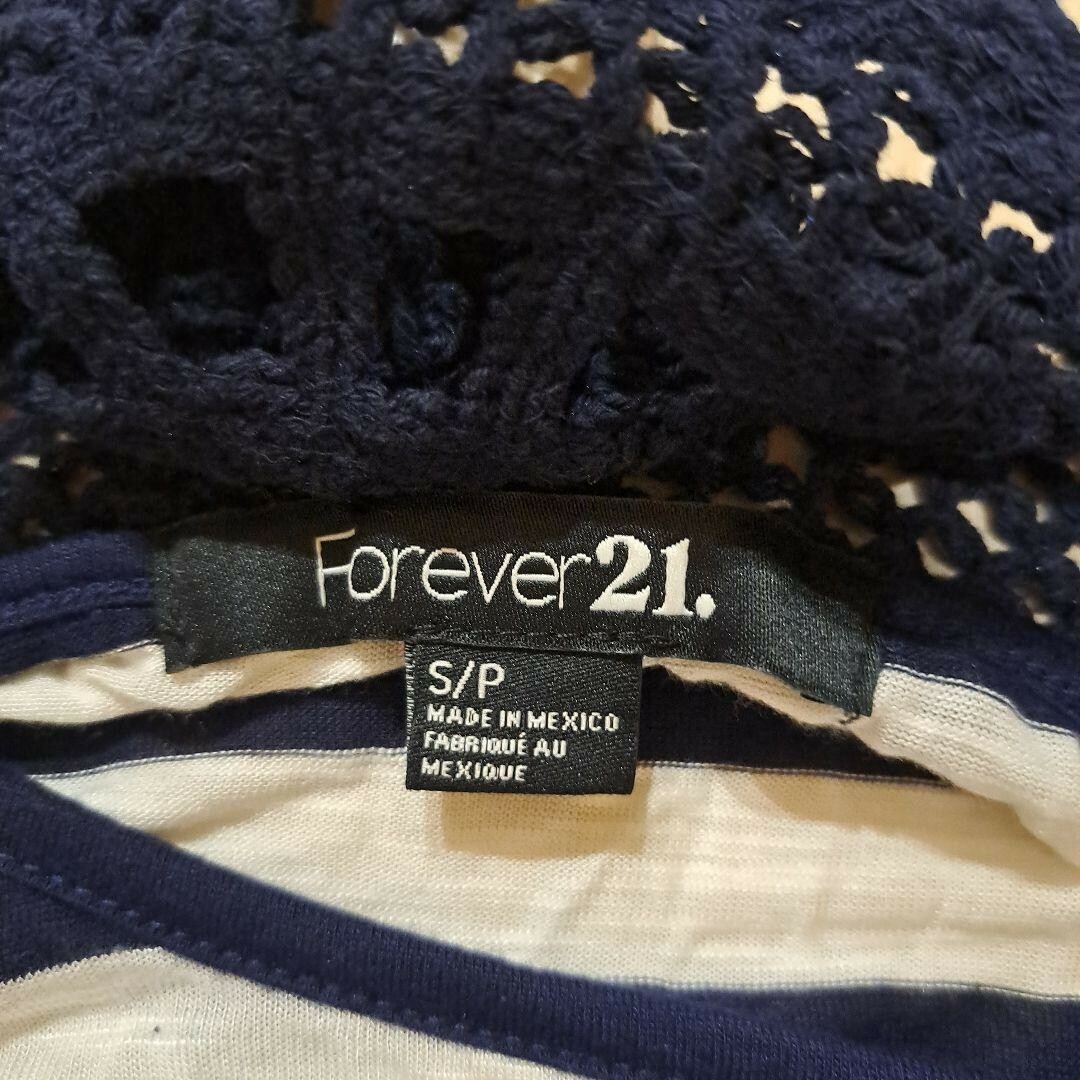 Forever21.
S/P
MADE IN MEXICO
FABRIQUÉ AU
MEXIQUE